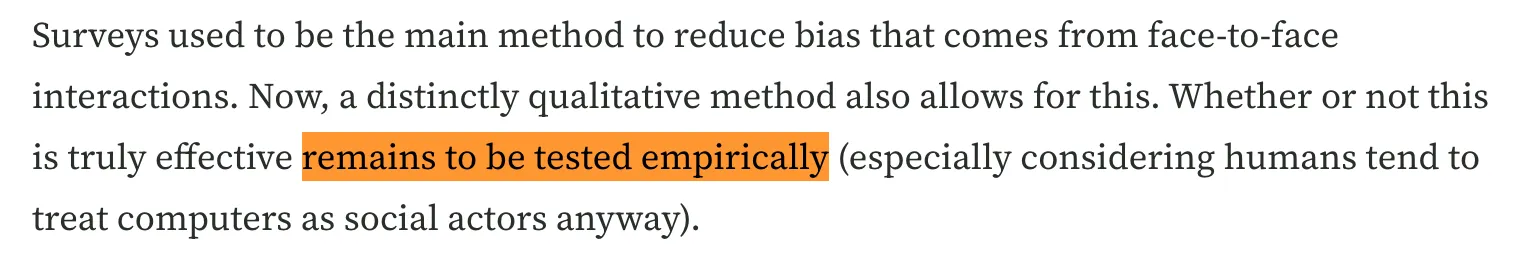 Surveys used to be the main method to reduce bias that comes from face-to-face
interactions. Now, a distinctly qualitative method also allows for this. Whether or not this
is truly effective remains to be tested empirically (especially considering humans tend to
treat computers as social actors anyway).